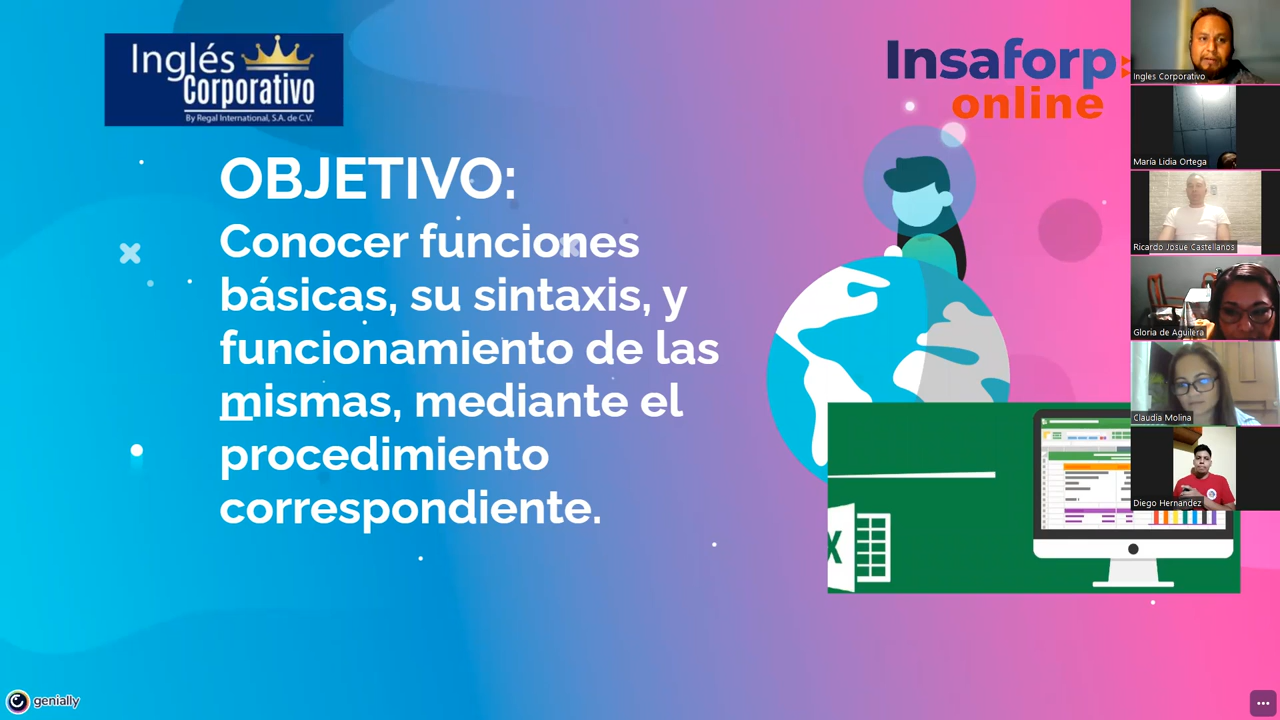 Inglés
Corporativo
By Regal International, S.A. de C.V.
Insaforp
online
OBJETIVO:
Conocer funciones
básicas, su sintaxis, y
funcionamiento de las
mismas, mediante el
procedimiento
correspondiente.
X
Ingles Corporativo
María Lidia Ortega
Ricardo Josue Castellanos
Gloria de Aguilera
Claudia Molina
Diego Hernandez
genially